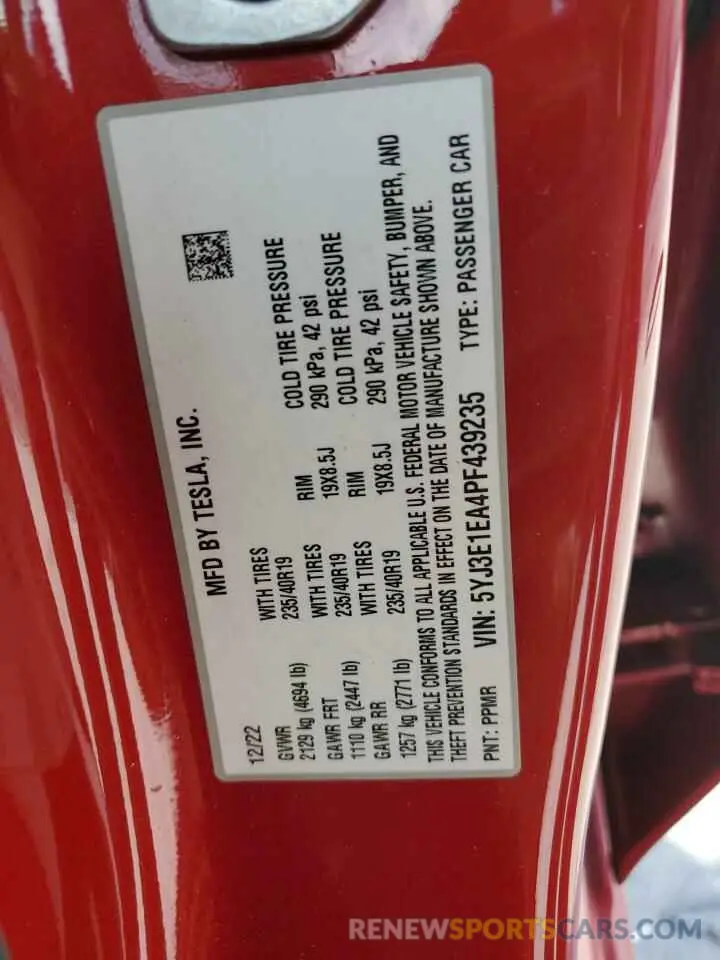 MFD BY TESLA, INC.
12/22
GVWR WITH TIRES RIM COLD TIRE PRESSURE
2129 kg (4694 lb) 235/40R19 19X8.5J 290 kPa, 42 psi
GAWR FRT WITH TIRES RIM COLD TIRE PRESSURE
1110 kg (2447 lb) 235/40R19 19X8.5J 290 kPa, 42 psi
GAWR RR WITH TIRES
1257 kg (2771 lb) 235/40R19
THIS VEHICLE CONFORMS TO ALL APPLICABLE U.S. FEDERAL MOTOR VEHICLE SAFETY, BUMPER, AND
THEFT PREVENTION STANDARDS IN EFFECT ON THE DATE OF MANUFACTURE SHOWN ABOVE.
PNT: PPMR VIN: 5YJ3E1EA4PF439235 TYPE: PASSENGER CAR
RENEWSPORTSCARS.COM